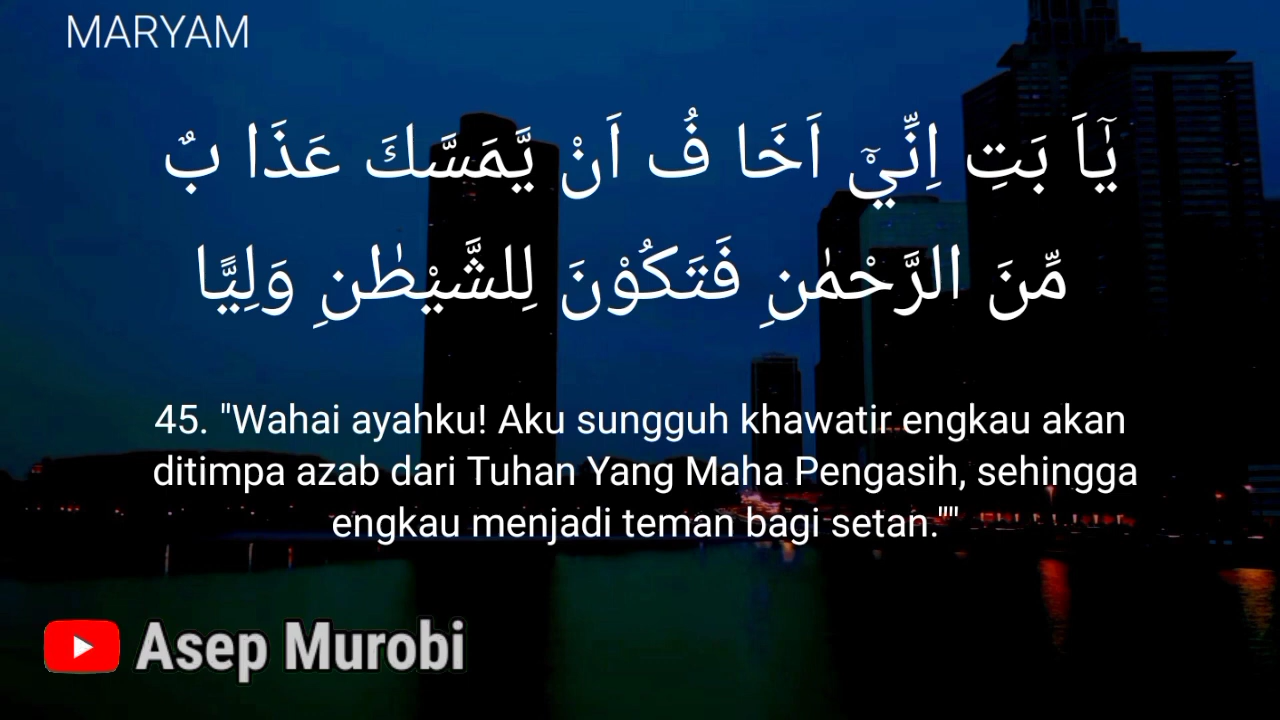 MARYAM
يٰۤاَ بَتِ اِنِّيْۤ اَخَا فُ اَنْ يَّمَسَّكَ عَذَا بٌ
مِّنَ الرَّحْمٰنِ فَتَكُوْنَ لِلشَّيْطٰنِ وَلِيًّا
45. "Wahai ayahku! Aku sungguh khawatir engkau akan
ditimpa azab dari Tuhan Yang Maha Pengasih, sehingga
engkau menjadi teman bagi setan.""
Asep Murobi